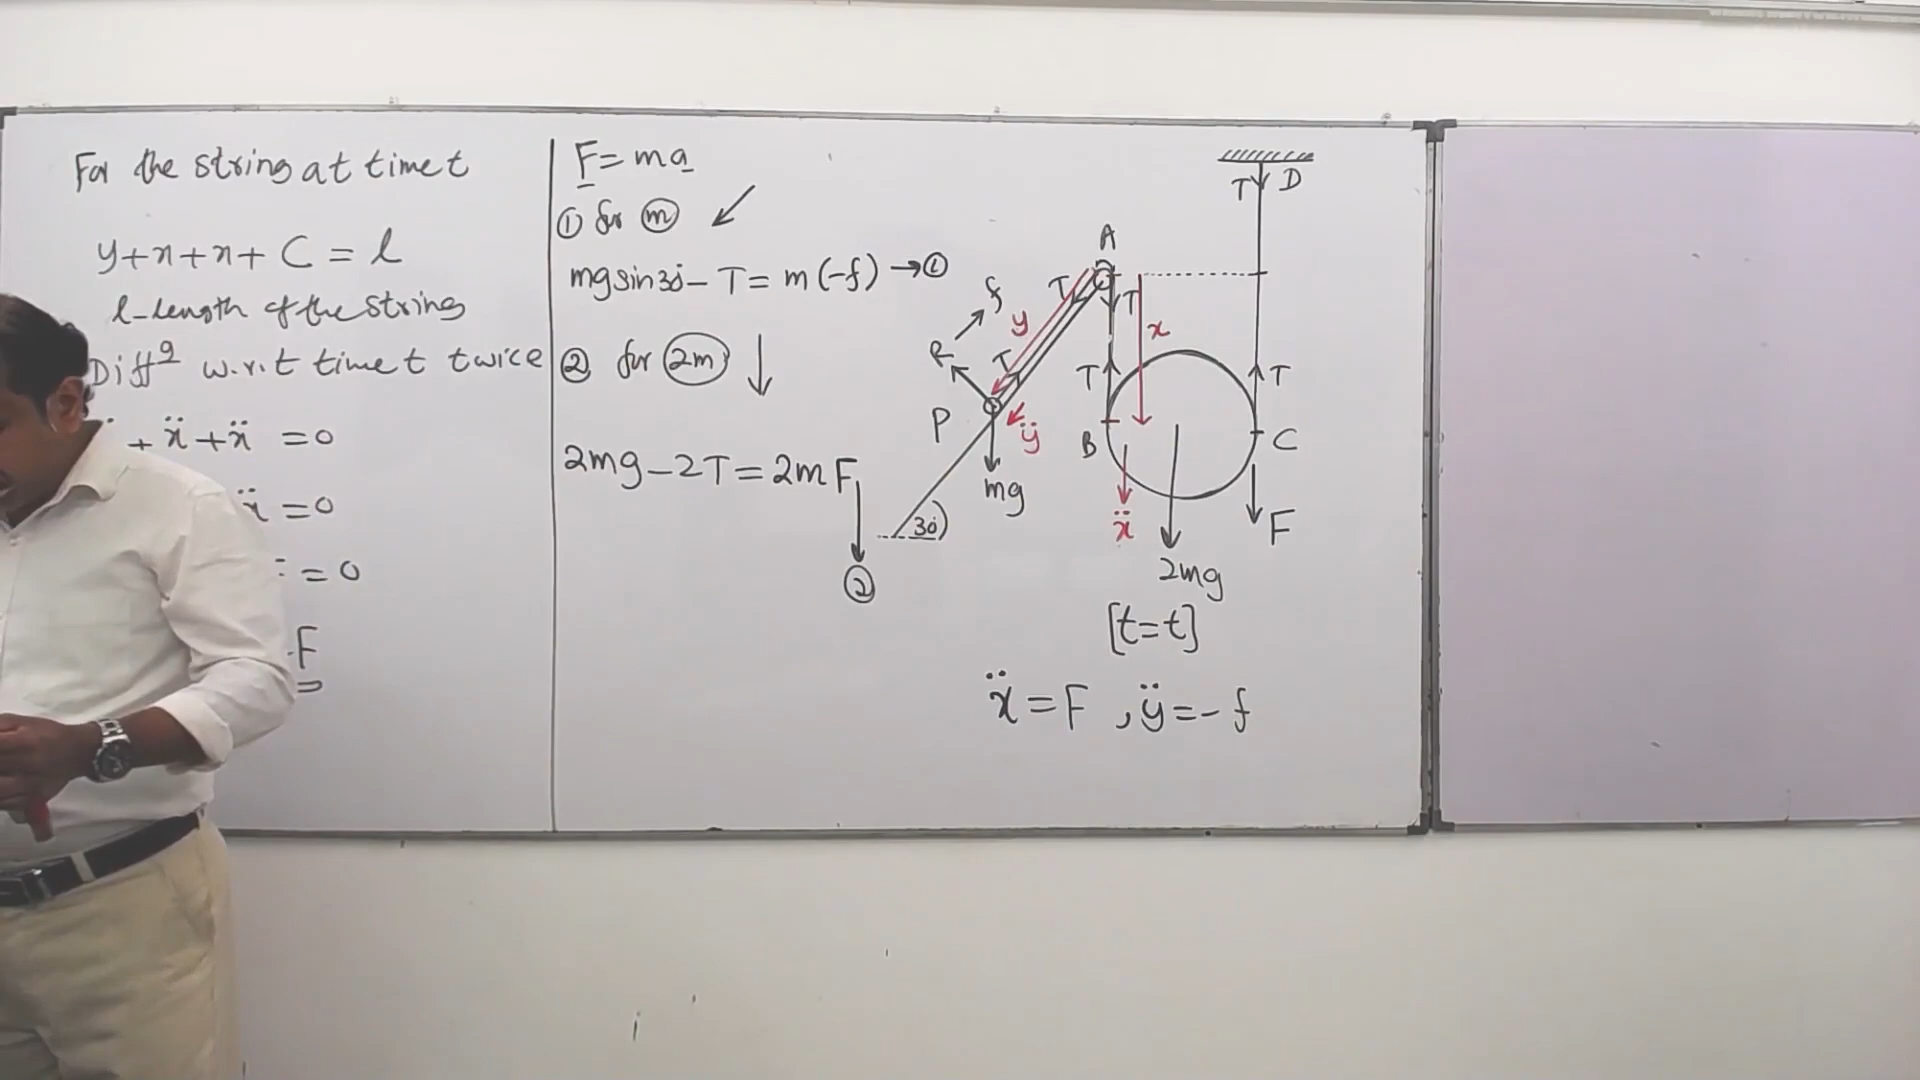 For the string at time t
y+x+x+ C = l
l-length of the string
Diffg w.r.t time t twice
+ ẍ + ẍ = 0
ẍ = 0
= 0
F
F = ma
① for m
mg sin30 - T = m(-f) → ①
② for 2m
2mg - 2T = 2mF
②
T D
A
f
T
T
y
x
R
T
T
T
P
ÿ
B
C
mg
30
ẍ
F
2mg
[t=t]
ẍ = F , ÿ = -f